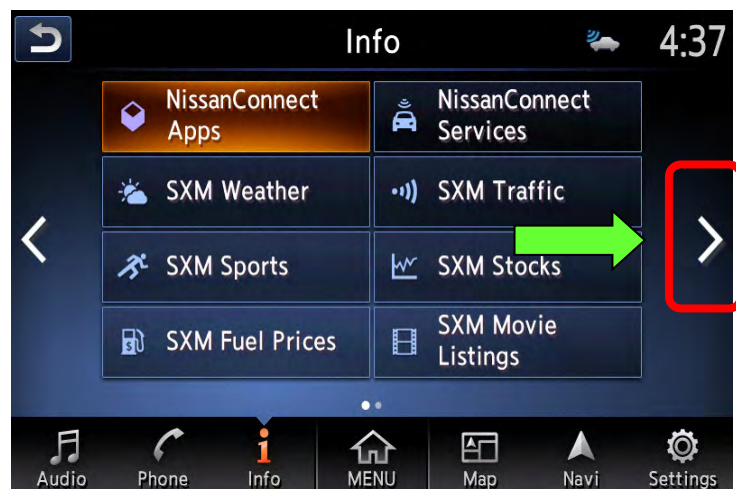 Info
4:37
NissanConnect
Apps
NissanConnect
Services
SXM Weather
SXM Traffic
SXM Sports
SXM Stocks
SXM Fuel Prices
SXM Movie
Listings
Audio
Phone
Info
MENU
Map
Navi
Settings